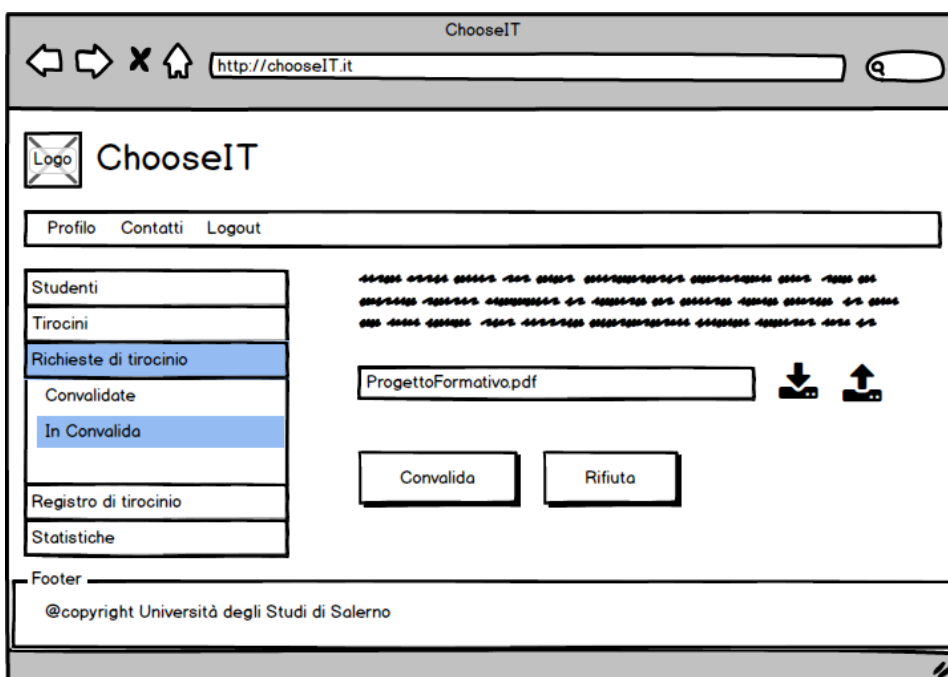 ChooseIT
http://chooseIT.it
Logo
ChooseIT
Profilo Contatti Logout
Studenti
Tirocini
Richieste di tirocinio
Convalidate
In Convalida
Registro di tirocinio
Statistiche
ProgettoFormativo.pdf
Convalida Rifiuta
Footer
@copyright Università degli Studi di Salerno